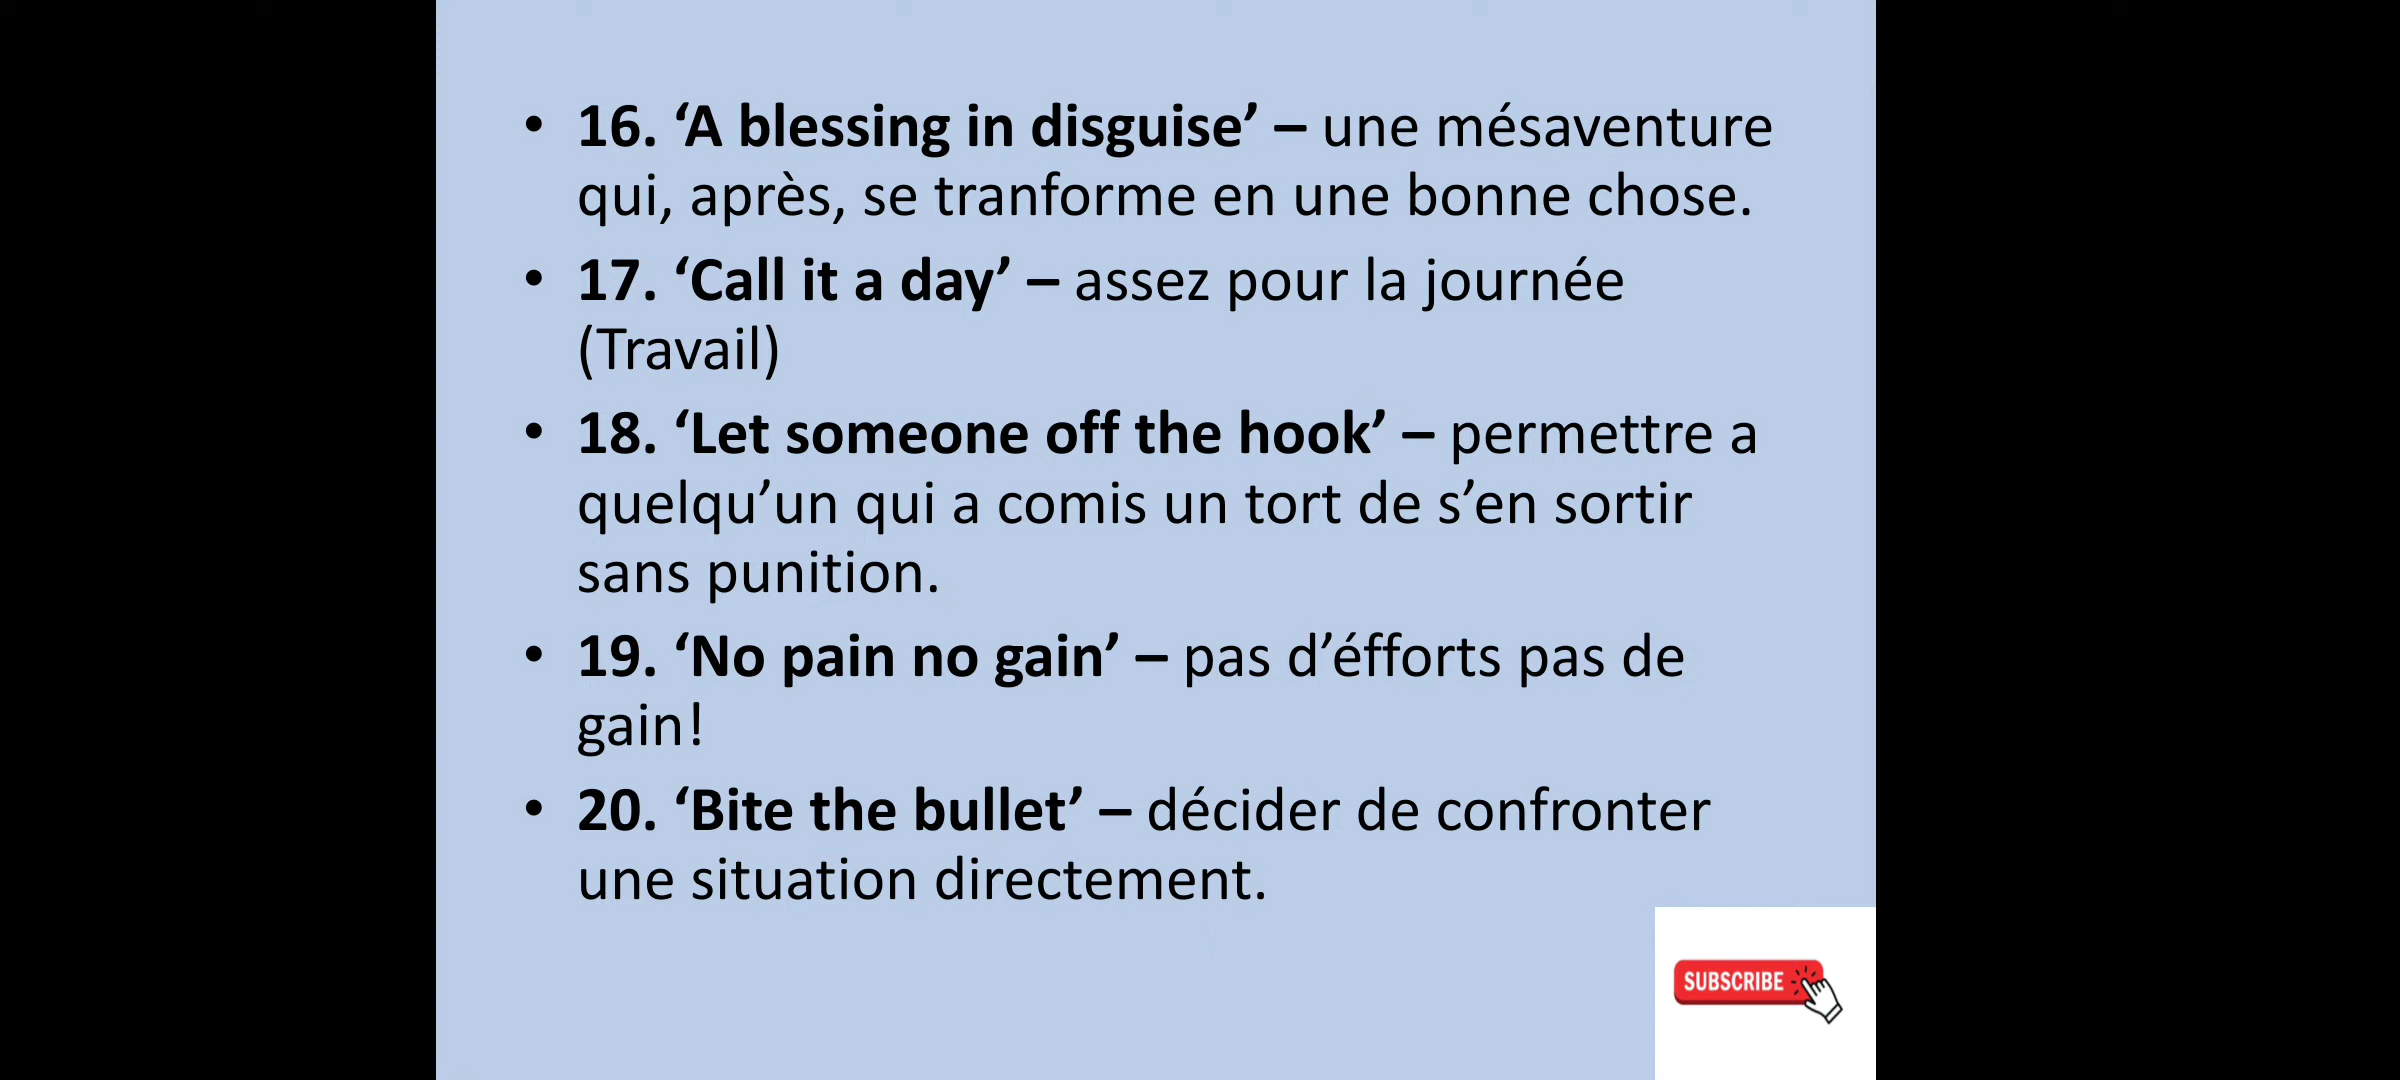 • 16. ‘A blessing in disguise’ – une mésaventure
qui, après, se tranforme en une bonne chose.
• 17. ‘Call it a day’ – assez pour la journée
(Travail)
• 18. ‘Let someone off the hook’ – permettre a
quelqu’un qui a comis un tort de s’en sortir
sans punition.
• 19. ‘No pain no gain’ – pas d’éfforts pas de
gain!
• 20. ‘Bite the bullet’ – décider de confronter
une situation directement.
SUBSCRIBE